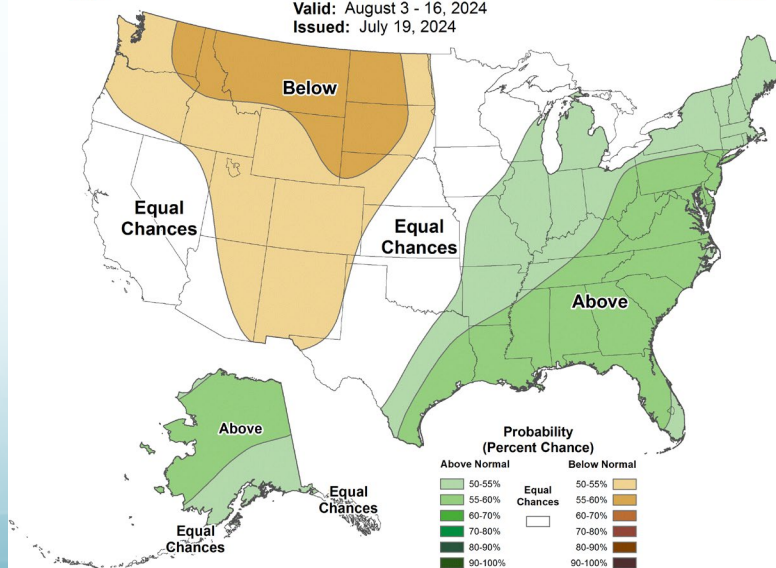 Valid: August 3 - 16, 2024
Issued: July 19, 2024
Below
Equal
Chances
Equal
Chances
Above
Above
Equal
Chances
Equal
Chances
Probability
(Percent Chance)
Above Normal
Below Normal
50-55%
55-60%
60-70%
70-80%
80-90%
90-100%
Equal
Chances
50-55%
55-60%
60-70%
70-80%
80-90%
90-100%